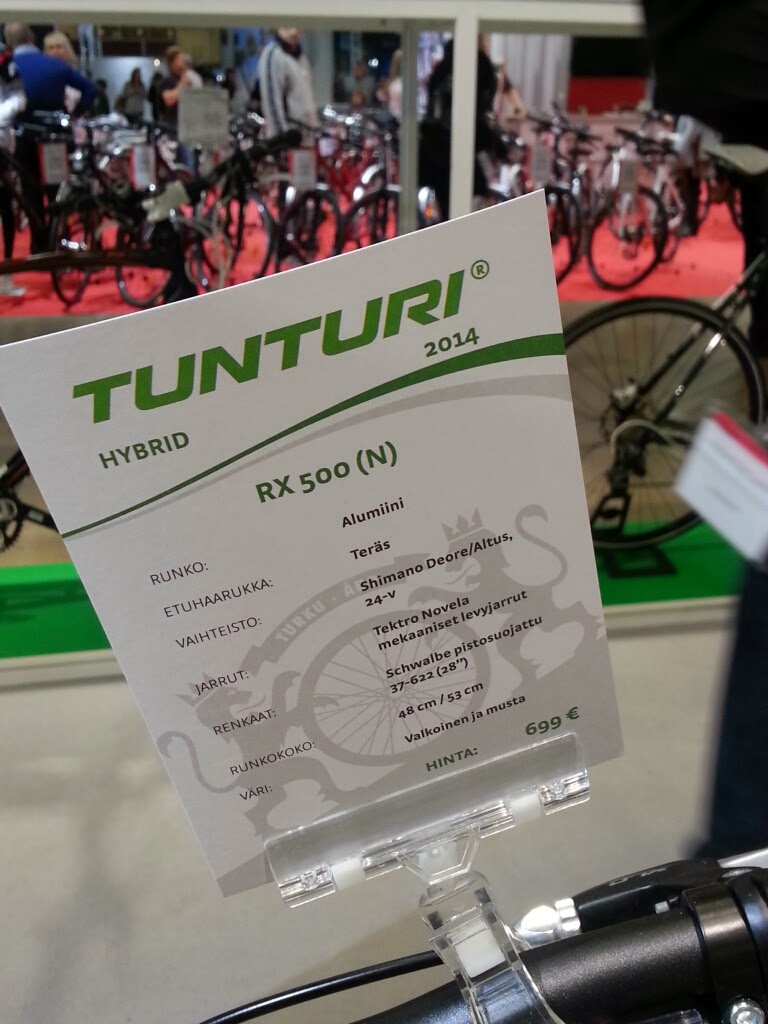 TUNTURI®
2014
HYBRID
RX 500 (N)
RUNKO: Alumiini
ETUHAARUKKA: Teräs
VAIHTEISTO: Shimano Deore/Altus,
24-v
JARRUT: Tektro Novela
mekaaniset levyjarrut
RENKAAT: Schwalbe pistosuojattu
37-622 (28")
RUNKOKOKO: 48 cm / 53 cm
VÄRI: Valkoinen ja musta
HINTA: 699 €
TURKU